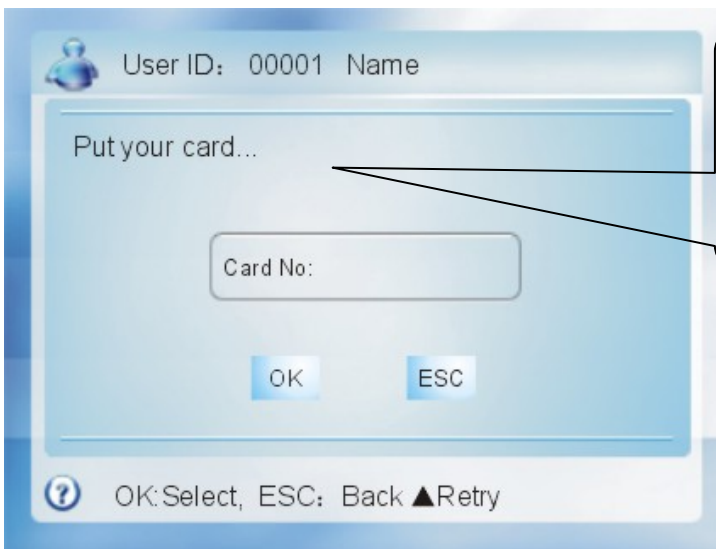 User ID: 00001 Name
Put your card...
Card No:
OK ESC
? OK:Select, ESC: Back ▲Retry